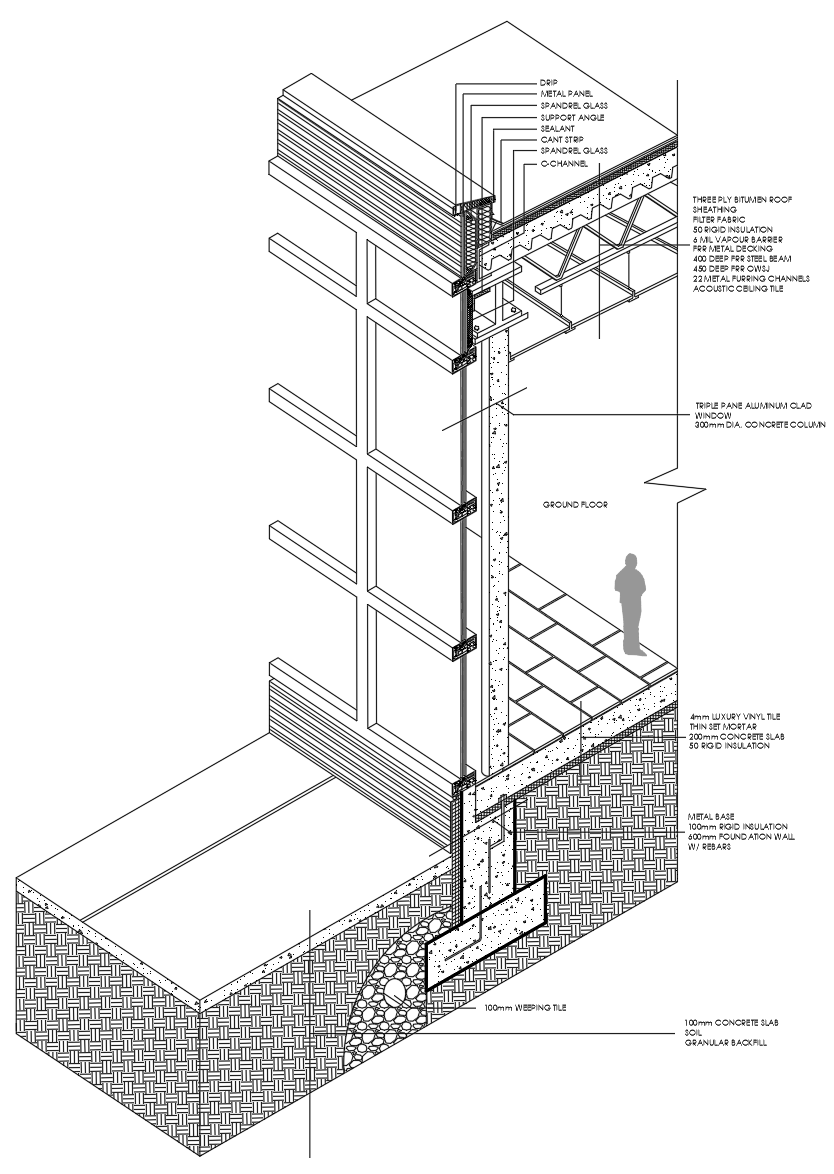 DRIP
METAL PANEL
SPANDREL GLASS
SUPPORT ANGLE
SEALANT
CANT STRIP
SPANDREL GLASS
C-CHANNEL
THREE PLY BITUMEN ROOF
SHEATHING
FILTER FABRIC
50 RIGID INSULATION
6 MIL VAPOUR BARRIER
FRR METAL DECKING
400 DEEP FRR STEEL BEAM
450 DEEP FRR OWSJ
22 METAL FURRING CHANNELS
ACOUSTIC CEILING TILE
TRIPLE PANE ALUMINUM CLAD
WINDOW
300mm DIA. CONCRETE COLUMN
GROUND FLOOR
4mm LUXURY VINYL TILE
THIN SET MORTAR
200mm CONCRETE SLAB
50 RIGID INSULATION
METAL BASE
100mm RIGID INSULATION
600mm FOUNDATION WALL
W/ REBARS
100mm WEEPING TILE
100mm CONCRETE SLAB
SOIL
GRANULAR BACKFILL